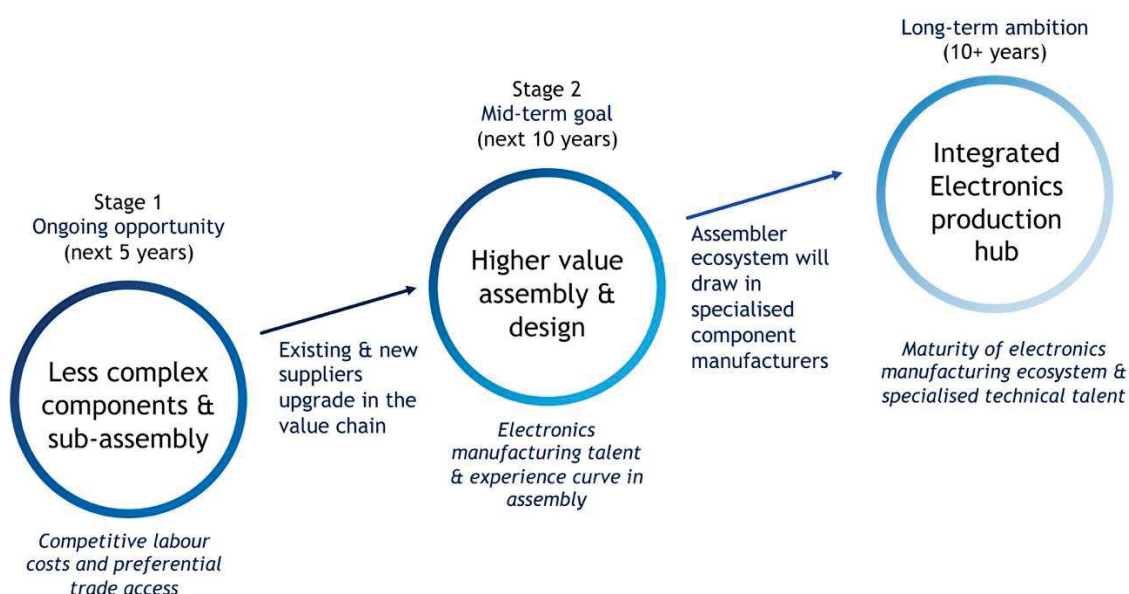 Stage 1
Ongoing opportunity
(next 5 years)
Less complex
components &
sub-assembly
Competitive labour
costs and preferential
trade access
Existing & new
suppliers
upgrade in the
value chain
Stage 2
Mid-term goal
(next 10 years)
Higher value
assembly &
design
Electronics
manufacturing talent
& experience curve in
assembly
Assembler
ecosystem will
draw in
specialised
component
manufacturers
Long-term ambition
(10+ years)
Integrated
Electronics
production
hub
Maturity of electronics
manufacturing ecosystem &
specialised technical talent